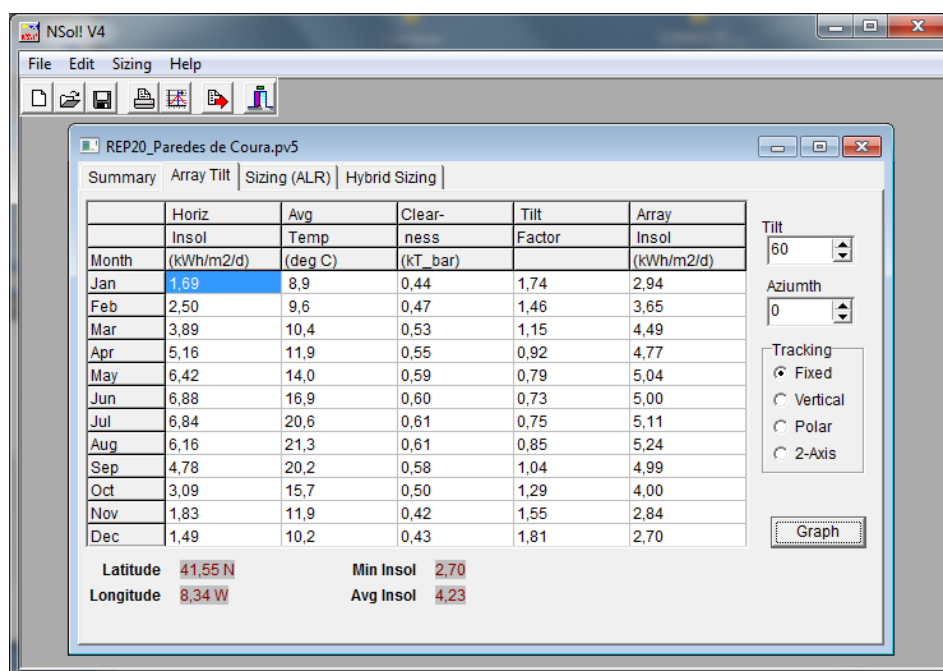 NSol! V4
File Edit Sizing Help
REP20_Paredes de Coura.pv5
Summary Array Tilt Sizing (ALR) Hybrid Sizing
Horiz Avg Clear- Tilt Array
Insol Temp ness Factor Insol
Month (kWh/m2/d) (deg C) (kT_bar) (kWh/m2/d)
Jan 1,69 8,9 0,44 1,74 2,94
Feb 2,50 9,6 0,47 1,46 3,65
Mar 3,89 10,4 0,53 1,15 4,49
Apr 5,16 11,9 0,55 0,92 4,77
May 6,42 14,0 0,59 0,79 5,04
Jun 6,88 16,9 0,60 0,73 5,00
Jul 6,84 20,6 0,61 0,75 5,11
Aug 6,16 21,3 0,61 0,85 5,24
Sep 4,78 20,2 0,58 1,04 4,99
Oct 3,09 15,7 0,50 1,29 4,00
Nov 1,83 11,9 0,42 1,55 2,84
Dec 1,49 10,2 0,43 1,81 2,70
Tilt
60
Aziumth
0
Tracking
Fixed
Vertical
Polar
2-Axis
Graph
Latitude 41,55 N Min Insol 2,70
Longitude 8,34 W Avg Insol 4,23